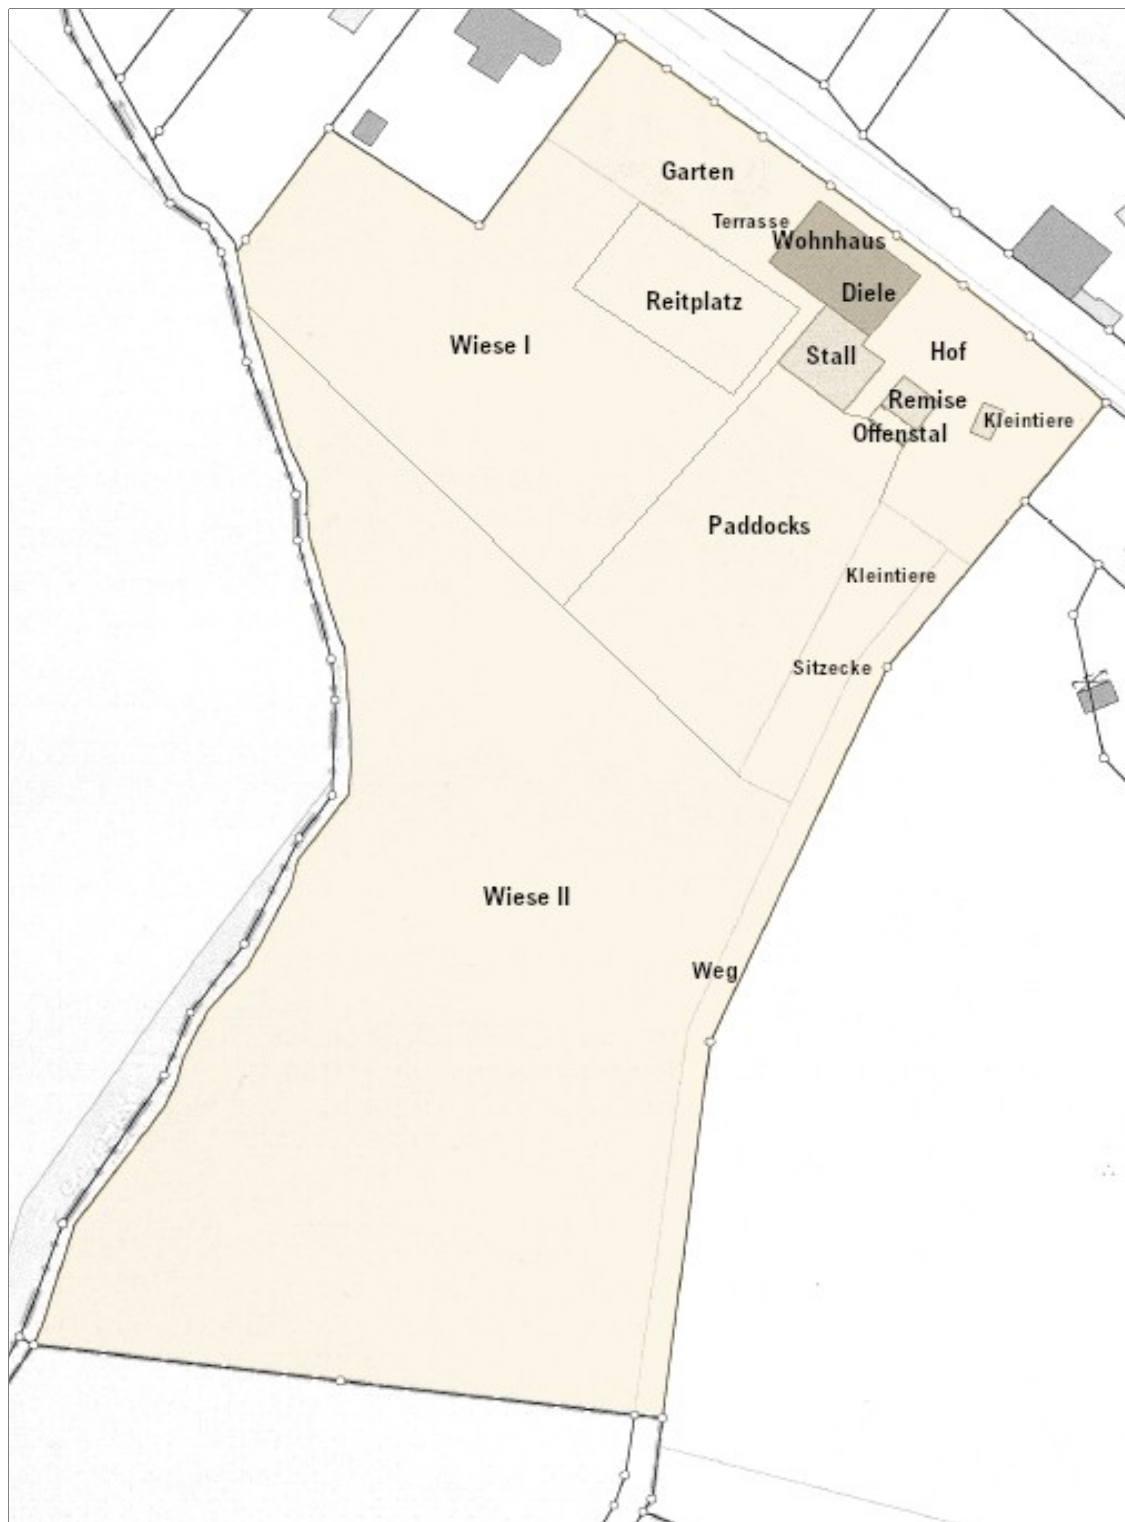 Garten
Terrasse
Wohnhaus
Diele
Reitplatz
Wiese I
Stall
Hof
Remise
Kleintiere
Offenstal
Paddocks
Kleintiere
Sitzecke
Wiese II
Weg